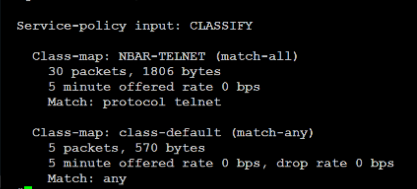 Service-policy input: CLASSIFY
Class-map: NBAR-TELNET (match-all)
30 packets, 1806 bytes
5 minute offered rate 0 bps
Match: protocol telnet
Class-map: class-default (match-any)
5 packets, 570 bytes
5 minute offered rate 0 bps, drop rate 0 bps
Match: any